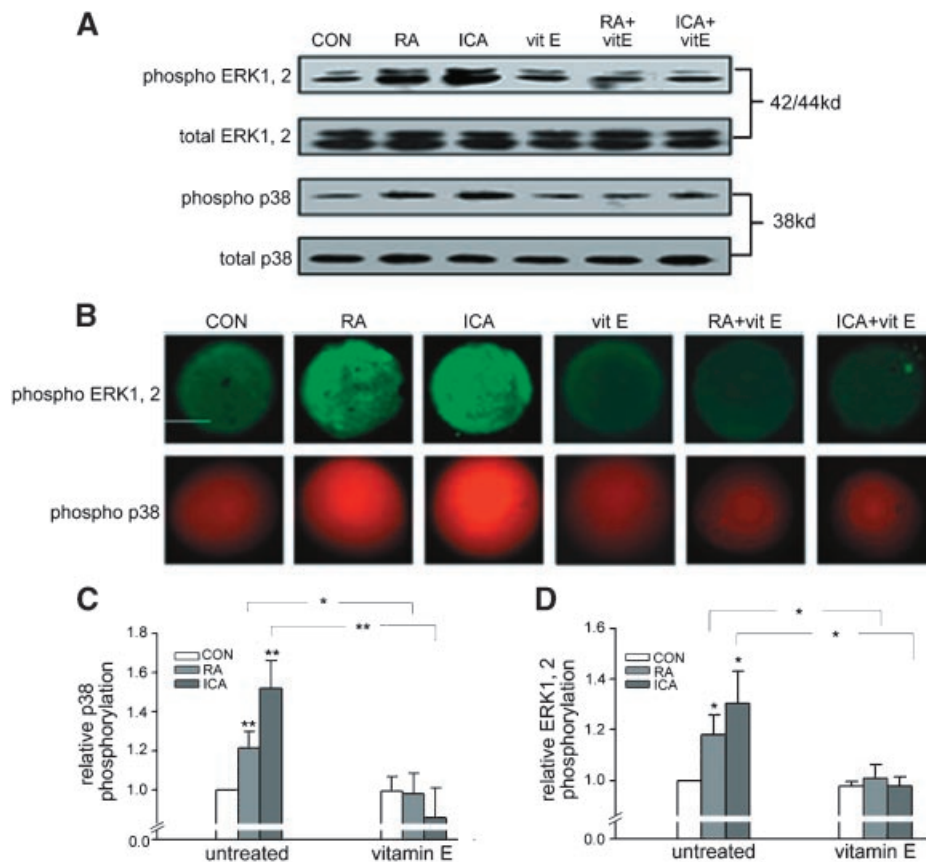 A
CON RA ICA vit E RA+ vitE ICA+ vitE
phospho ERK1, 2
42/44kd
total ERK1, 2
phospho p38
38kd
total p38
B
CON RA ICA vit E RA+vit E ICA+vit E
phospho ERK1, 2
phospho p38
C
relative p38
phosphorylation
1.8
1.6
1.4
1.2
1.0
0.0
CON
RA
ICA
* **
** **
untreated vitamin E
D
relative ERK1, 2
phosphorylation
1.6
1.4
1.2
1.0
0.0
CON
RA
ICA
* *
* *
untreated vitamin E